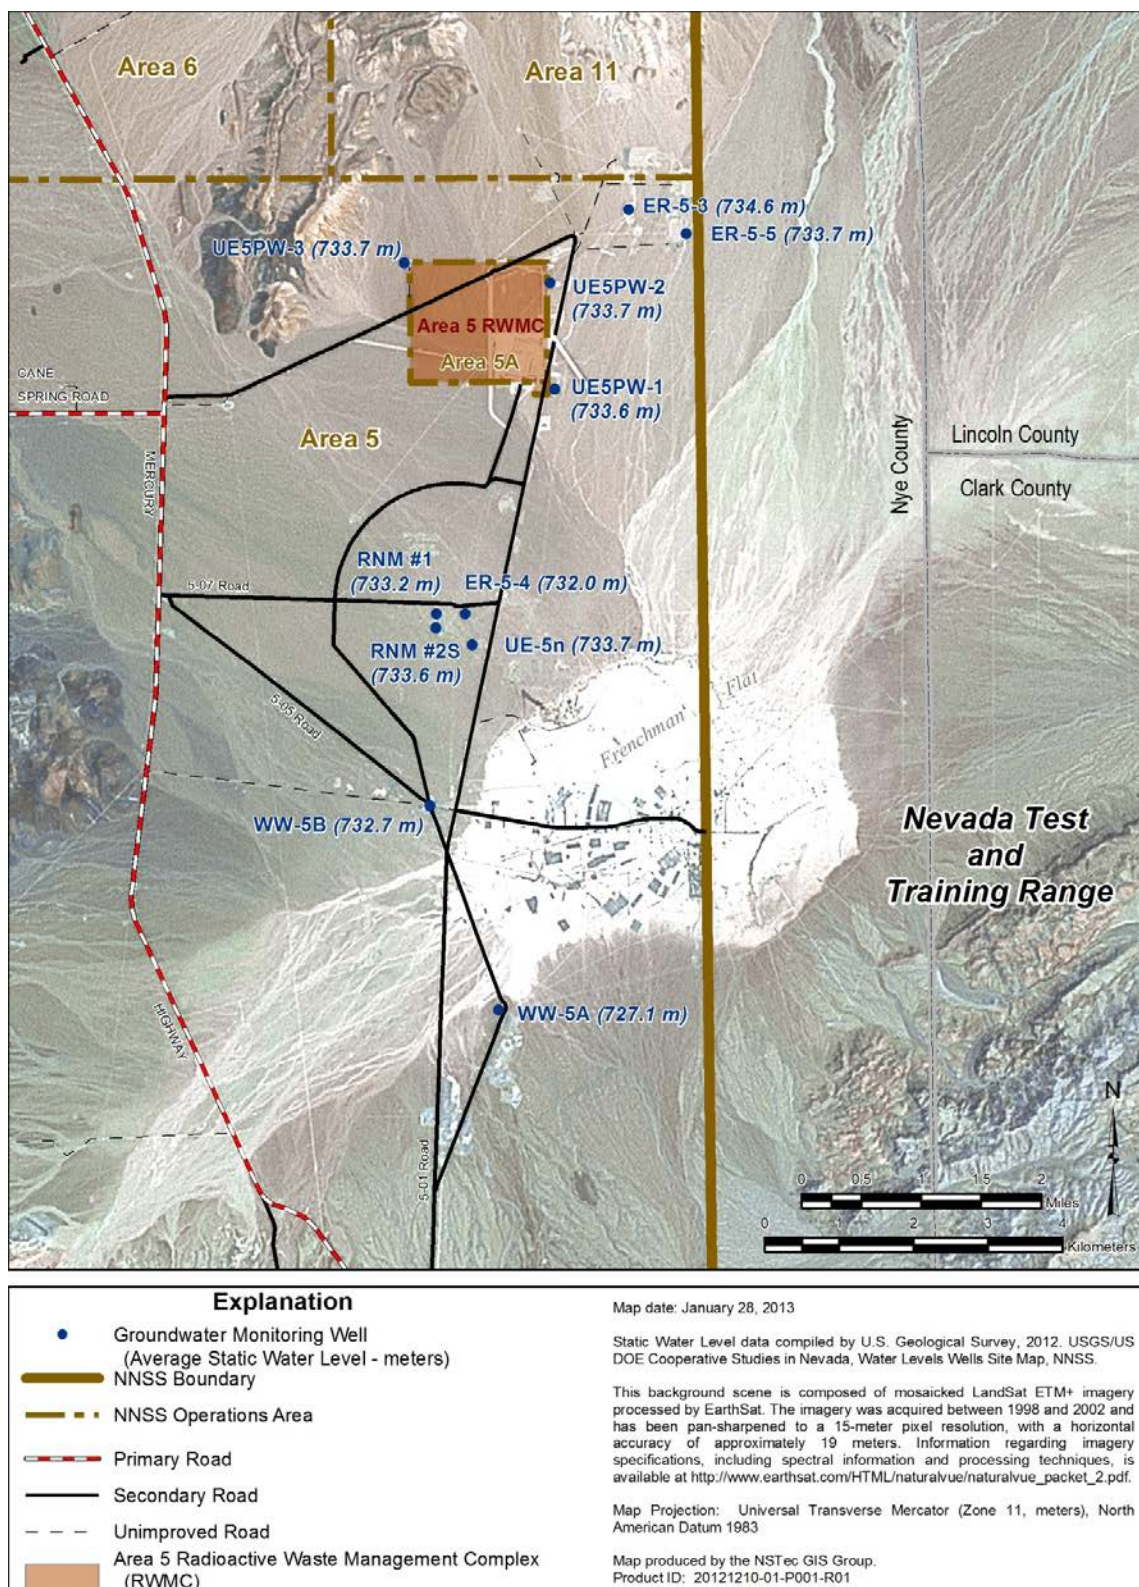 Area 6
Area 11
ER-5-3 (734.6 m)
ER-5-5 (733.7 m)
UE5PW-3 (733.7 m)
UE5PW-2
(733.7 m)
Area 5 RWMC
Area 5A
UE5PW-1
(733.6 m)
CANE
SPRING ROAD
Area 5
MERCURY
Nye County
Lincoln County
Clark County
RNM #1
(733.2 m)
ER-5-4 (732.0 m)
5-07 Road
RNM #2S
(733.6 m)
UE-5n (733.7 m)
5-05 Road
Frenchman Flat
WW-5B (732.7 m)
Nevada Test
and
Training Range
WW-5A (727.1 m)
HIGHWAY
5-01 Road
N
0 0.5 1 1.5 2
Miles
0 1 2 3 4
Kilometers
Explanation
Groundwater Monitoring Well
(Average Static Water Level - meters)
NNSS Boundary
NNSS Operations Area
Primary Road
Secondary Road
Unimproved Road
Area 5 Radioactive Waste Management Complex
(RWMC)
Map date: January 28, 2013
Static Water Level data compiled by U.S. Geological Survey, 2012. USGS/US
DOE Cooperative Studies in Nevada, Water Levels Wells Site Map, NNSS.
This background scene is composed of mosaicked LandSat ETM+ imagery
processed by EarthSat. The imagery was acquired between 1998 and 2002 and
has been pan-sharpened to a 15-meter pixel resolution, with a horizontal
accuracy of approximately 19 meters. Information regarding imagery
specifications, including spectral information and processing techniques, is
available at http://www.earthsat.com/HTML/naturalvue/naturalvue_packet_2.pdf.
Map Projection: Universal Transverse Mercator (Zone 11, meters), North
American Datum 1983
Map produced by the NSTec GIS Group.
Product ID: 20121210-01-P001-R01